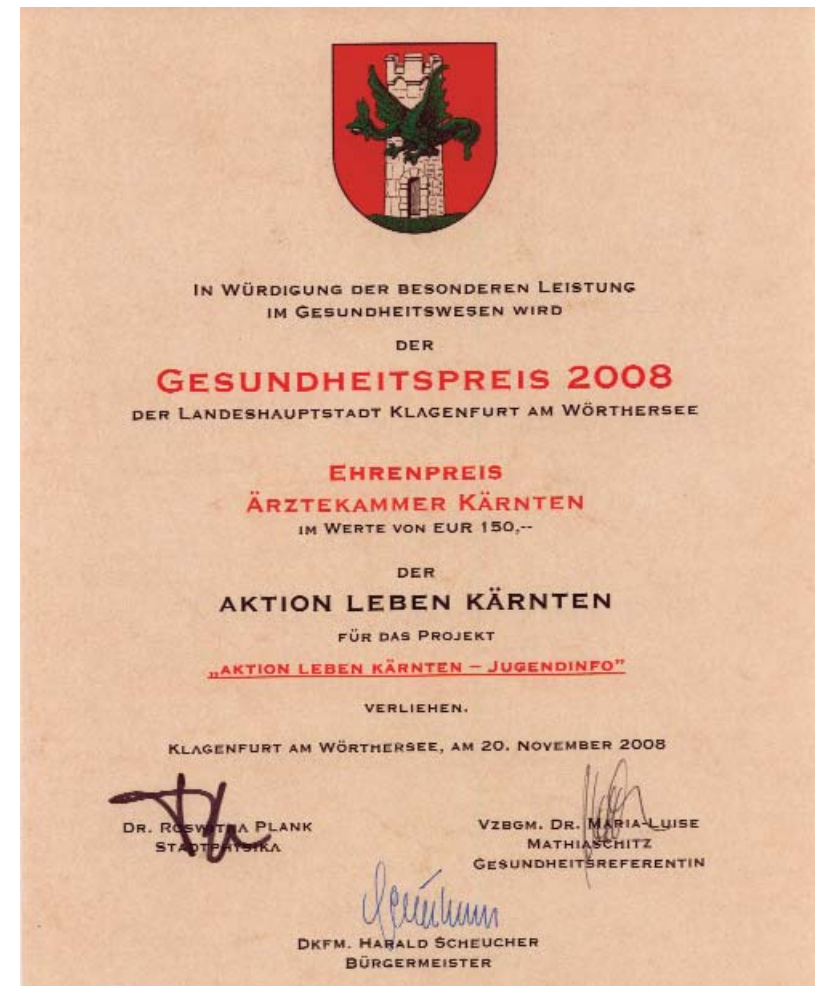 In Würdigung der besonderen Leistung
im Gesundheitswesen wird
der
Gesundheitspreis 2008
der Landeshauptstadt Klagenfurt am Wörthersee
Ehrenpreis
Ärztekammer Kärnten
im Werte von EUR 150,--
der
AKTION LEBEN KÄRNTEN
für das Projekt
„AKTION LEBEN KÄRNTEN – Jugendinfo"
verliehen.
Klagenfurt am Wörthersee, am 20. November 2008
Dr. Roswitha Plank
Stadtphysika
Vzbgm. Dr. Maria-Luise
Mathiaschitz
Gesundheitsreferentin
Dkfm. Harald Scheucher
Bürgermeister